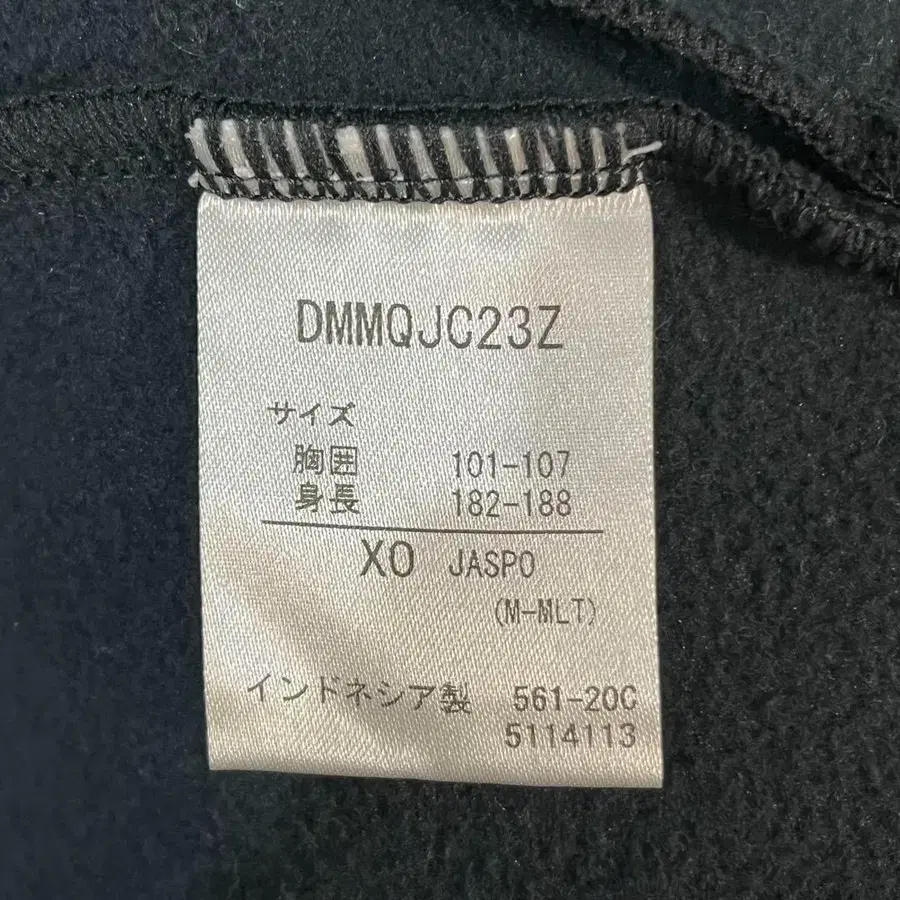 DMMQJC23Z
サイズ
胸囲 101-107
身長 182-188
XO JASPO
(M-MLT)
インドネシア製 561-20C
5114113